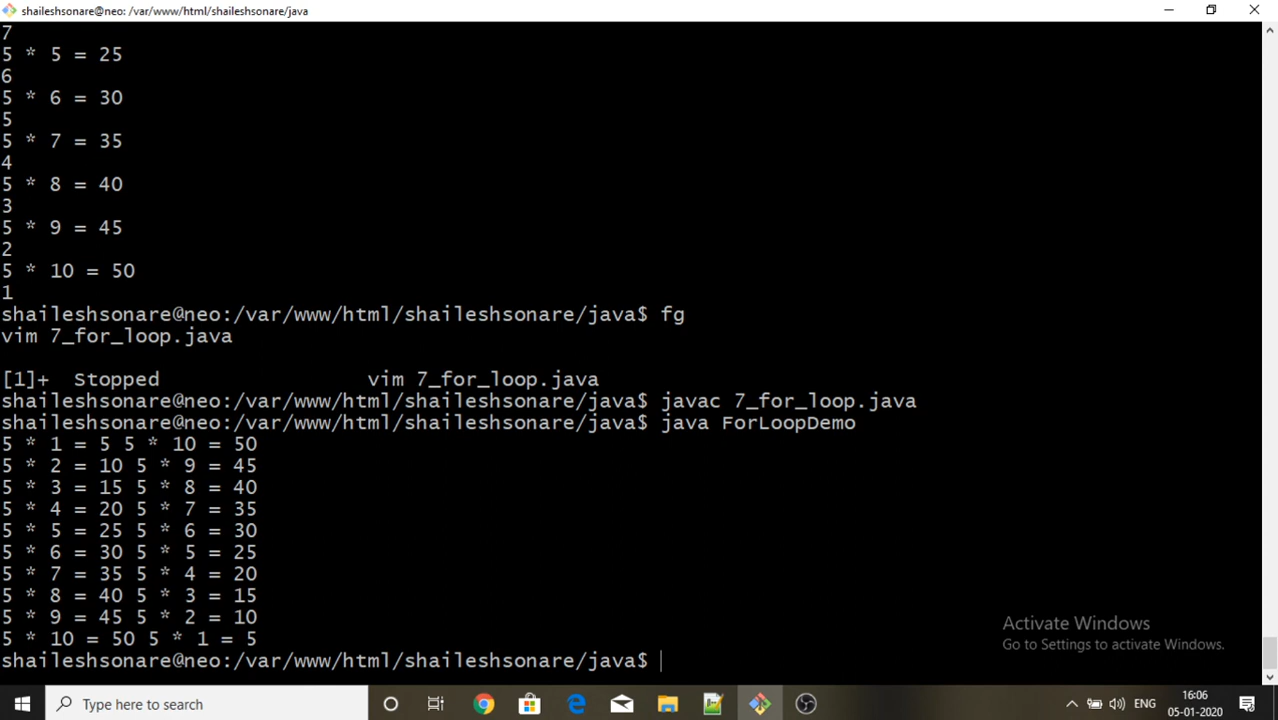 shaileshsonare@neo: /var/www/html/shaileshsonare/java
7
5 * 5 = 25
6
5 * 6 = 30
5
5 * 7 = 35
4
5 * 8 = 40
3
5 * 9 = 45
2
5 * 10 = 50
1
shaileshsonare@neo:/var/www/html/shaileshsonare/java$ fg
vim 7_for_loop.java
[1]+ Stopped vim 7_for_loop.java
shaileshsonare@neo:/var/www/html/shaileshsonare/java$ javac 7_for_loop.java
shaileshsonare@neo:/var/www/html/shaileshsonare/java$ java ForLoopDemo
5 * 1 = 5 5 * 10 = 50
5 * 2 = 10 5 * 9 = 45
5 * 3 = 15 5 * 8 = 40
5 * 4 = 20 5 * 7 = 35
5 * 5 = 25 5 * 6 = 30
5 * 6 = 30 5 * 5 = 25
5 * 7 = 35 5 * 4 = 20
5 * 8 = 40 5 * 3 = 15
5 * 9 = 45 5 * 2 = 10
5 * 10 = 50 5 * 1 = 5
shaileshsonare@neo:/var/www/html/shaileshsonare/java$
Activate Windows
Go to Settings to activate Windows.
Type here to search
ENG
16:06
05-01-2020